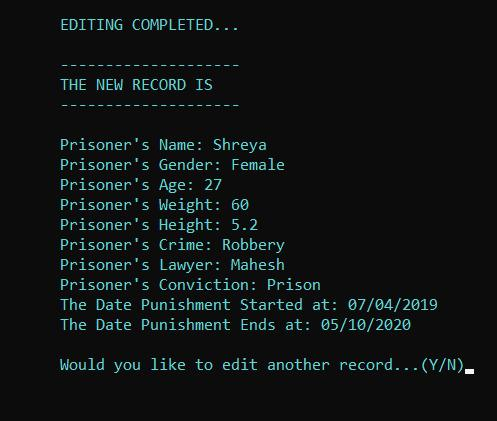 EDITING COMPLETED...
--------------------
THE NEW RECORD IS
--------------------
Prisoner's Name: Shreya
Prisoner's Gender: Female
Prisoner's Age: 27
Prisoner's Weight: 60
Prisoner's Height: 5.2
Prisoner's Crime: Robbery
Prisoner's Lawyer: Mahesh
Prisoner's Conviction: Prison
The Date Punishment Started at: 07/04/2019
The Date Punishment Ends at: 05/10/2020
Would you like to edit another record...(Y/N)